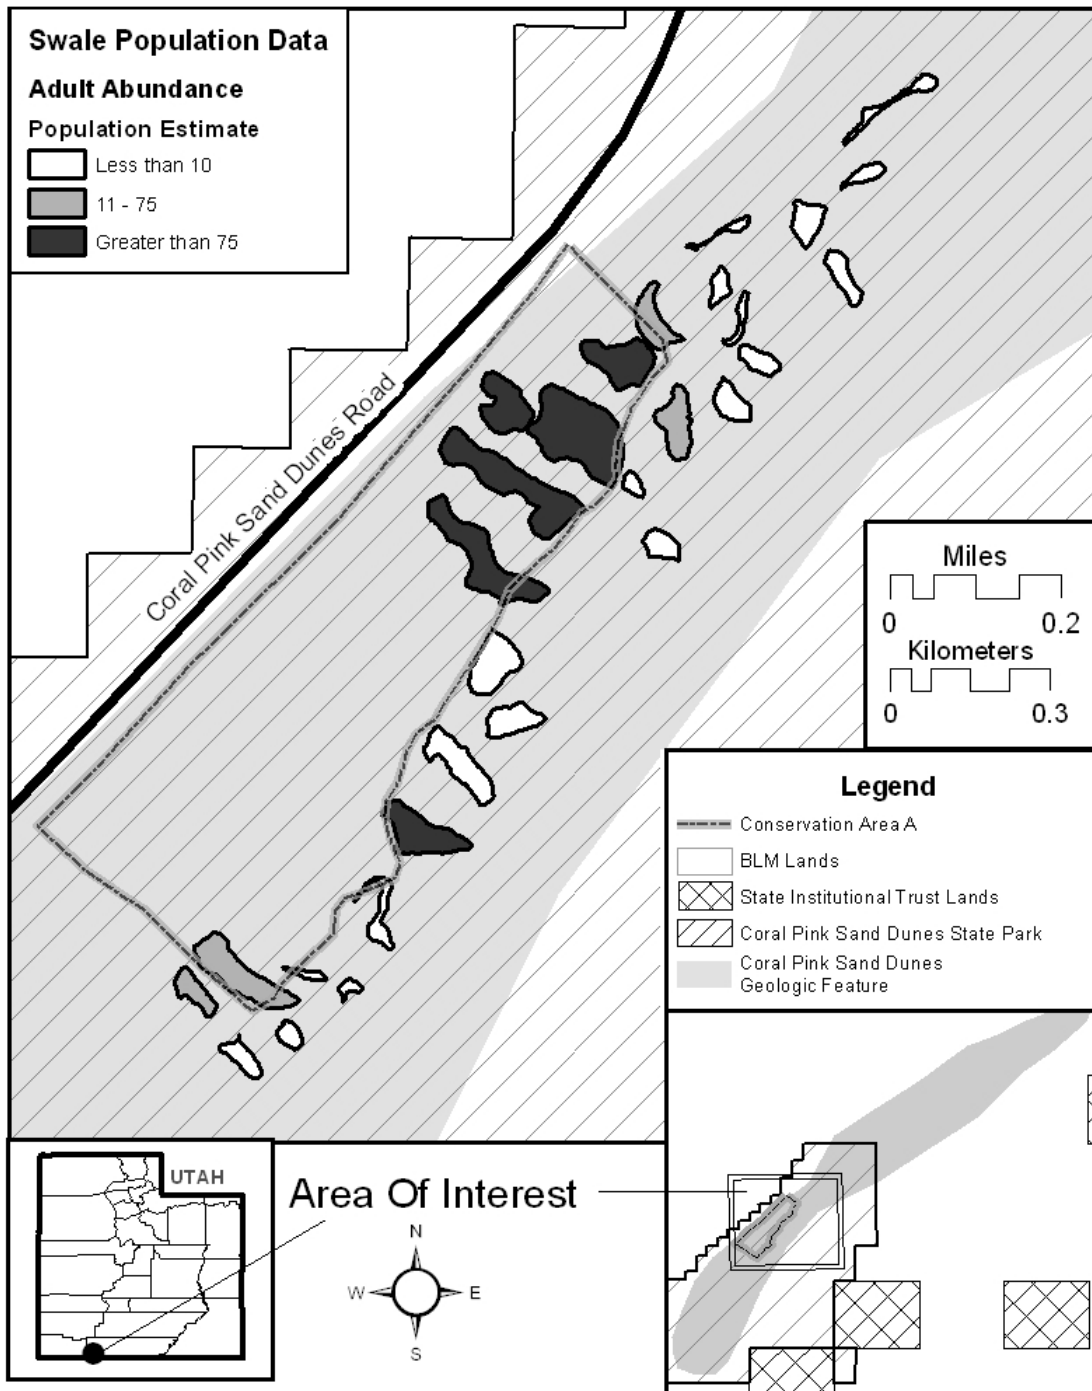 Swale Population Data
Adult Abundance
Population Estimate
Less than 10
11 - 75
Greater than 75
Coral Pink Sand Dunes Road
Miles
0 0.2
Kilometers
0 0.3
Legend
Conservation Area A
BLM Lands
State Institutional Trust Lands
Coral Pink Sand Dunes State Park
Coral Pink Sand Dunes
Geologic Feature
UTAH
Area Of Interest
N
W E
S